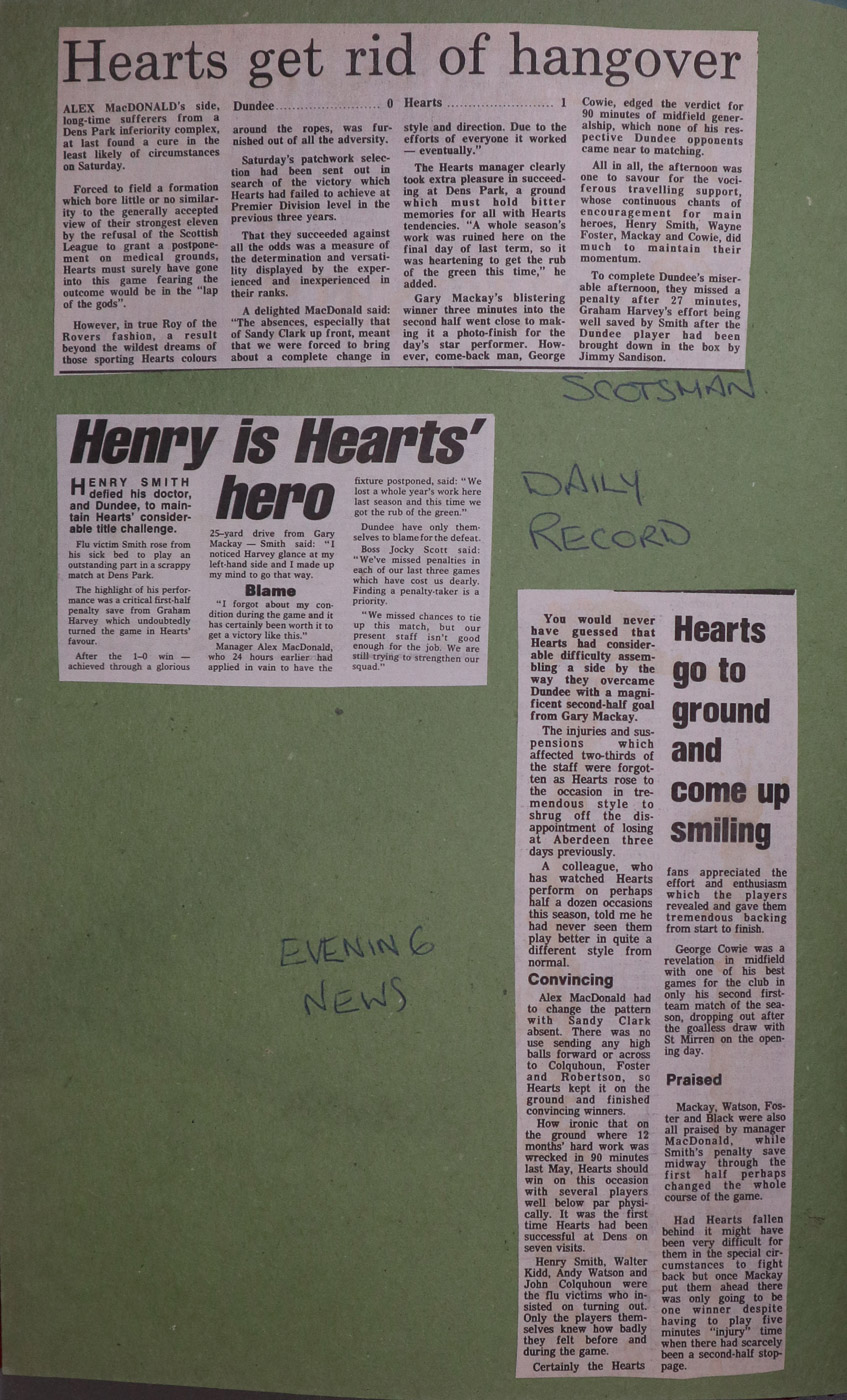 Hearts get rid of hangover
ALEX MacDONALD's side,
long-time sufferers from a
Dens Park inferiority complex,
at last found a cure in the
least likely of circumstances
on Saturday.
Forced to field a formation
which bore little or no similar-
ity to the generally accepted
view of their strongest eleven
by the refusal of the Scottish
League to grant a postpone-
ment on medical grounds,
Hearts must surely have gone
into this game fearing the
outcome would be in the "lap
of the gods".
However, in true Roy of the
Rovers fashion, a result
beyond the wildest dreams of
those sporting Hearts colours
Dundee.......................... 0
around the ropes, was fur-
nished out of all the adversity.
Saturday's patchwork selec-
tion had been sent out in
search of the victory which
Hearts had failed to achieve at
Premier Division level in the
previous three years.
That they succeeded against
all the odds was a measure of
the determination and versati-
lity displayed by the exper-
ienced and inexperienced in
their ranks.
A delighted MacDonald said:
"The absences, especially that
of Sandy Clark up front, meant
that we were forced to bring
about a complete change in
Hearts .......................... 1
style and direction. Due to the
efforts of everyone it worked
— eventually."
The Hearts manager clearly
took extra pleasure in succeed-
ing at Dens Park, a ground
which must hold bitter
memories for all with Hearts
tendencies. "A whole season's
work was ruined here on the
final day of last term, so it
was heartening to get the rub
of the green this time," he
added.
Gary Mackay's blistering
winner three minutes into the
second half went close to mak-
ing it a photo-finish for the
day's star performer. How-
ever, come-back man, George
Cowie, edged the verdict for
90 minutes of midfield gener-
alship, which none of his res-
pective Dundee opponents
came near to matching.
All in all, the afternoon was
one to savour for the voci-
ferous travelling support,
whose continuous chants of
encouragement for main
heroes, Henry Smith, Wayne
Foster, Mackay and Cowie, did
much to maintain their
momentum.
To complete Dundee's miser-
able afternoon, they missed a
penalty after 27 minutes,
Graham Harvey's effort being
well saved by Smith after the
Dundee player had been
brought down in the box by
Jimmy Sandison.
SCOTSMAN.
Henry is Hearts'
hero
HENRY SMITH
defied his doctor,
and Dundee, to main-
tain Hearts' consider-
able title challenge.
Flu victim Smith rose from
his sick bed to play an
outstanding part in a scrappy
match at Dens Park.
The highlight of his perfor-
mance was a critical first-half
penalty save from Graham
Harvey which undoubtedly
turned the game in Hearts'
favour.
After the 1-0 win —
achieved through a glorious
25-yard drive from Gary
Mackay — Smith said: "I
noticed Harvey glance at my
left-hand side and I made up
my mind to go that way.
Blame
"I forgot about my con-
dition during the game and it
has certainly been worth it to
get a victory like this."
Manager Alex MacDonald,
who 24 hours earlier had
applied in vain to have the
fixture postponed, said: "We
lost a whole year's work here
last season and this time we
got the rub of the green."
Dundee have only them-
selves to blame for the defeat.
Boss Jocky Scott said:
"We've missed penalties in
each of our last three games
which have cost us dearly.
Finding a penalty-taker is a
priority.
"We missed chances to tie
up this match, but our
present staff isn't good
enough for the job. We are
still trying to strengthen our
squad."
DAILY
RECORD
Hearts
go to
ground
and
come up
smiling
You would never
have guessed that
Hearts had consider-
able difficulty assem-
bling a side by the
way they overcame
Dundee with a magni-
ficent second-half goal
from Gary Mackay.
The injuries and sus-
pensions which
affected two-thirds of
the staff were forgot-
ten as Hearts rose to
the occasion in tre-
mendous style to
shrug off the dis-
appointment of losing
at Aberdeen three
days previously.
A colleague, who
has watched Hearts
perform on perhaps
half a dozen occasions
this season, told me he
had never seen them
play better in quite a
different style from
normal.
Convincing
Alex MacDonald had
to change the pattern
with Sandy Clark
absent. There was no
use sending any high
balls forward or across
to Colquhoun, Foster
and Robertson, so
Hearts kept it on the
ground and finished
convincing winners.
How ironic that on
the ground where 12
months' hard work was
wrecked in 90 minutes
last May, Hearts should
win on this occasion
with several players
well below par physi-
cally. It was the first
time Hearts had been
successful at Dens on
seven visits.
Henry Smith, Walter
Kidd, Andy Watson and
John Colquhoun were
the flu victims who in-
sisted on turning out.
Only the players them-
selves knew how badly
they felt before and
during the game.
Certainly the Hearts
fans appreciated the
effort and enthusiasm
which the players
revealed and gave them
tremendous backing
from start to finish.
George Cowie was a
revelation in midfield
with one of his best
games for the club in
only his second first-
team match of the sea-
son, dropping out after
the goalless draw with
St Mirren on the open-
ing day.
Praised
Mackay, Watson, Fos-
ter and Black were also
all praised by manager
MacDonald, while
Smith's penalty save
midway through the
first half perhaps
changed the whole
course of the game.
Had Hearts fallen
behind it might have
been very difficult for
them in the special cir-
cumstances to fight
back but once Mackay
put them ahead there
was only going to be
one winner despite
having to play five
minutes "injury" time
when there had scarcely
been a second-half stop-
page.
EVENING
NEWS